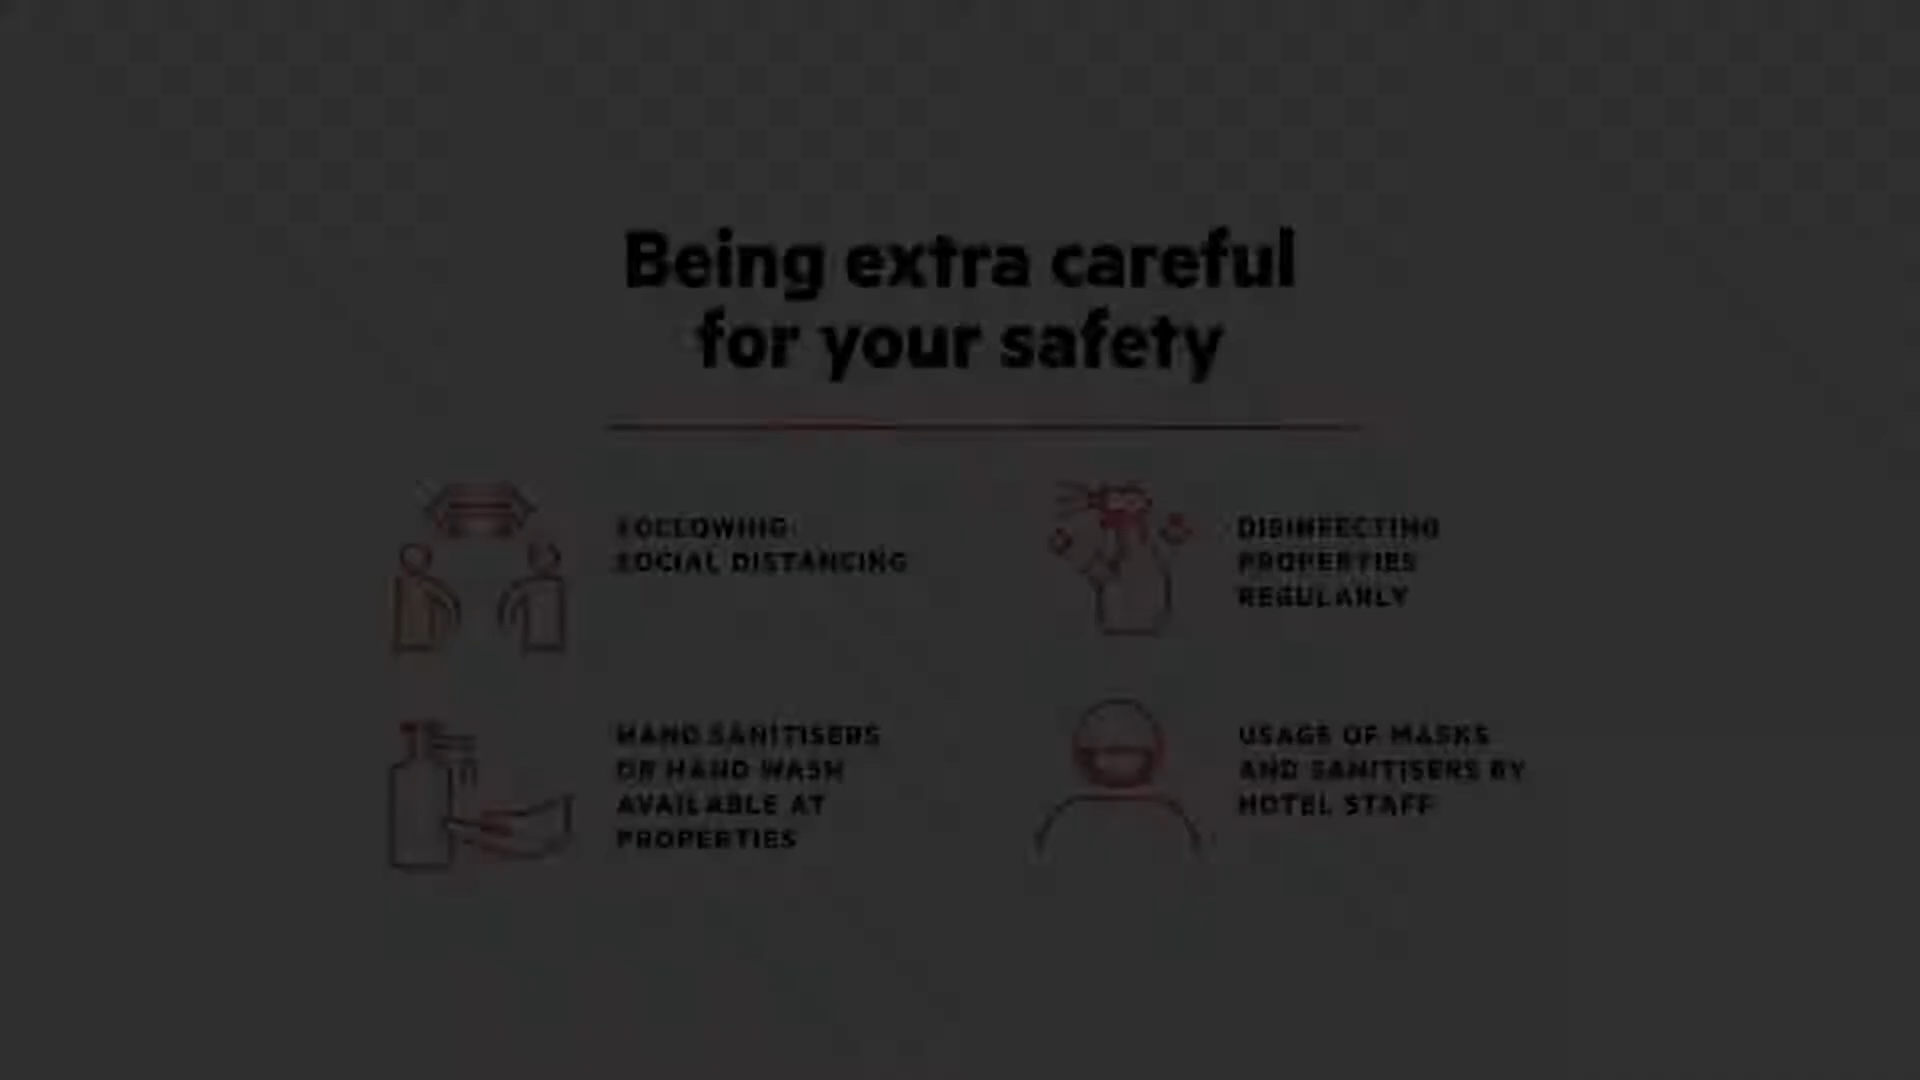 Being extra careful
for your safety
FOLLOWING
SOCIAL DISTANCING
DISINFECTING
PROPERTIES
REGULARLY
HAND SANITISERS
OR HAND WASH
AVAILABLE AT
PROPERTIES
USAGE OF MASKS
AND SANITISERS BY
HOTEL STAFF